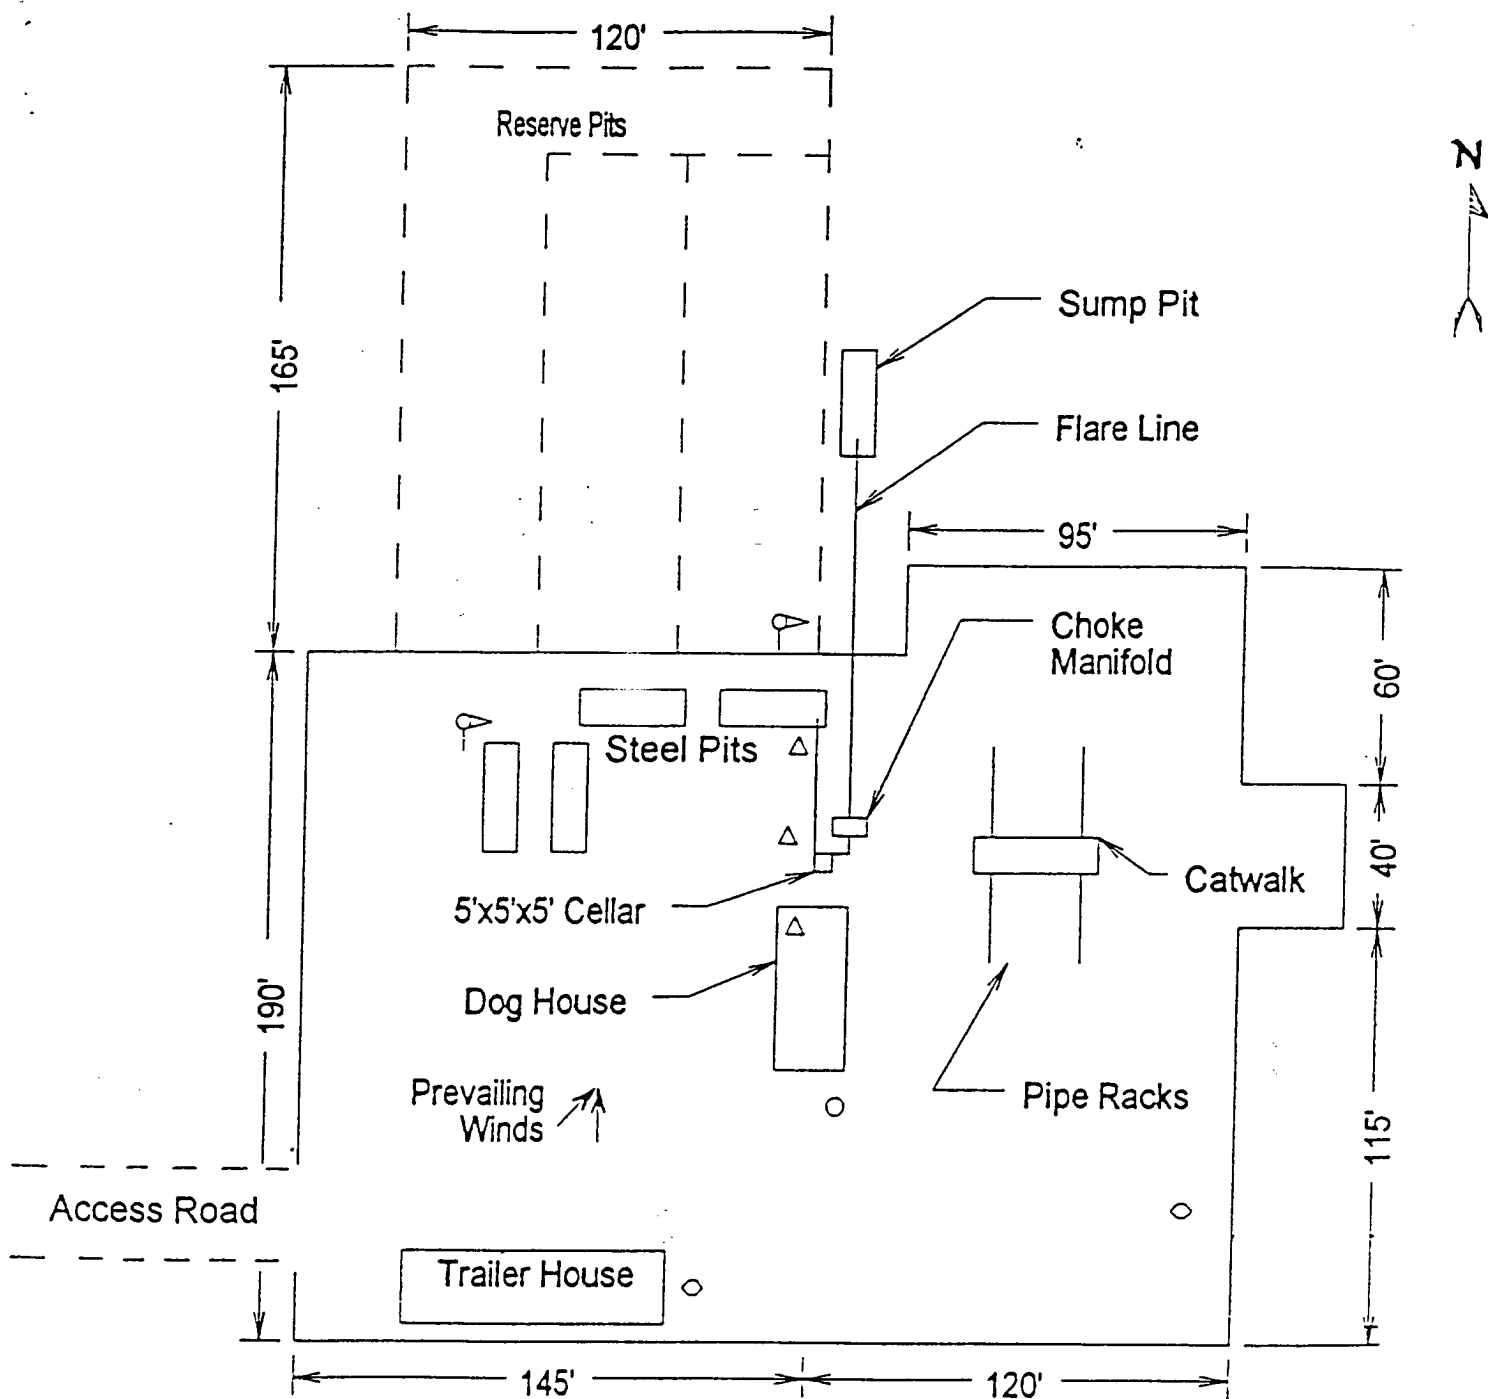 120'
Reserve Pits
N
Sump Pit
165'
Flare Line
95'
Choke
Manifold
60'
Steel Pits
40'
Catwalk
5'x5'x5' Cellar
190'
Dog House
Prevailing
Winds
Pipe Racks
115'
Access Road
Trailer House
145'
120'